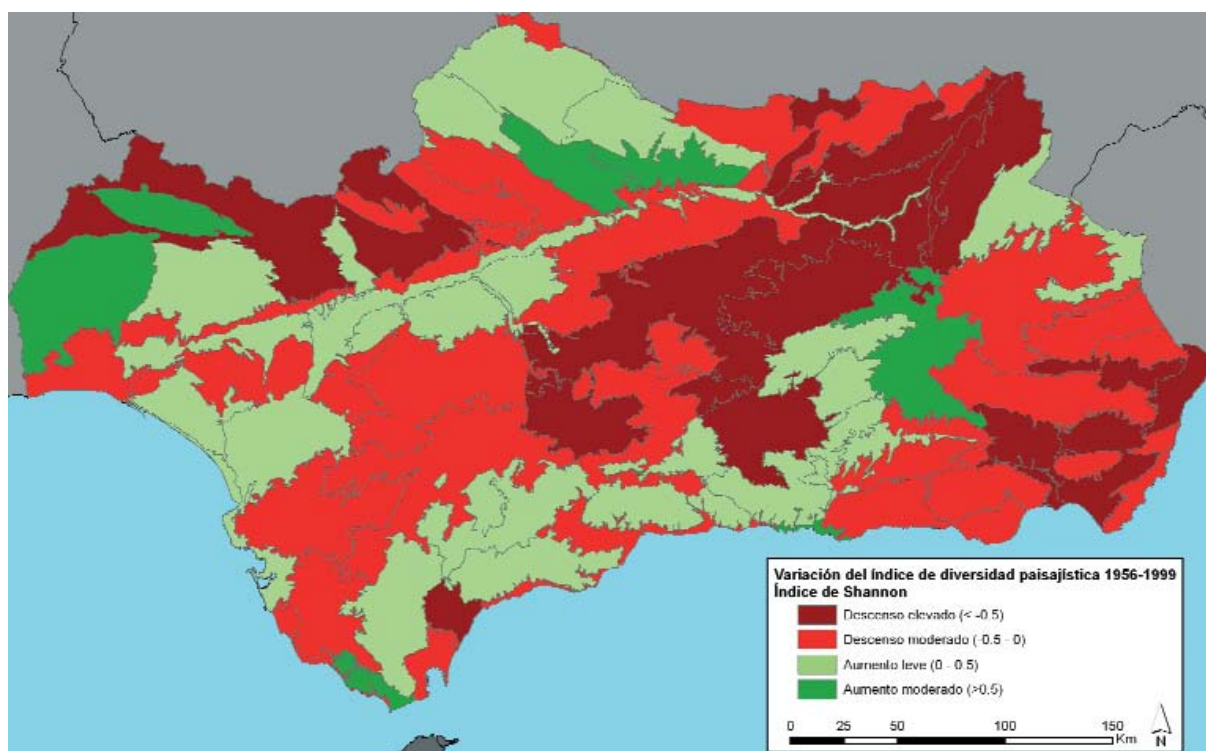 Variación del índice de diversidad paisajística 1956-1999
Índice de Shannon
Descenso elevado (< -0.5)
Descenso moderado (-0.5 - 0)
Aumento leve (0 - 0.5)
Aumento moderado (>0.5)
0 25 50 100 150
Km
N